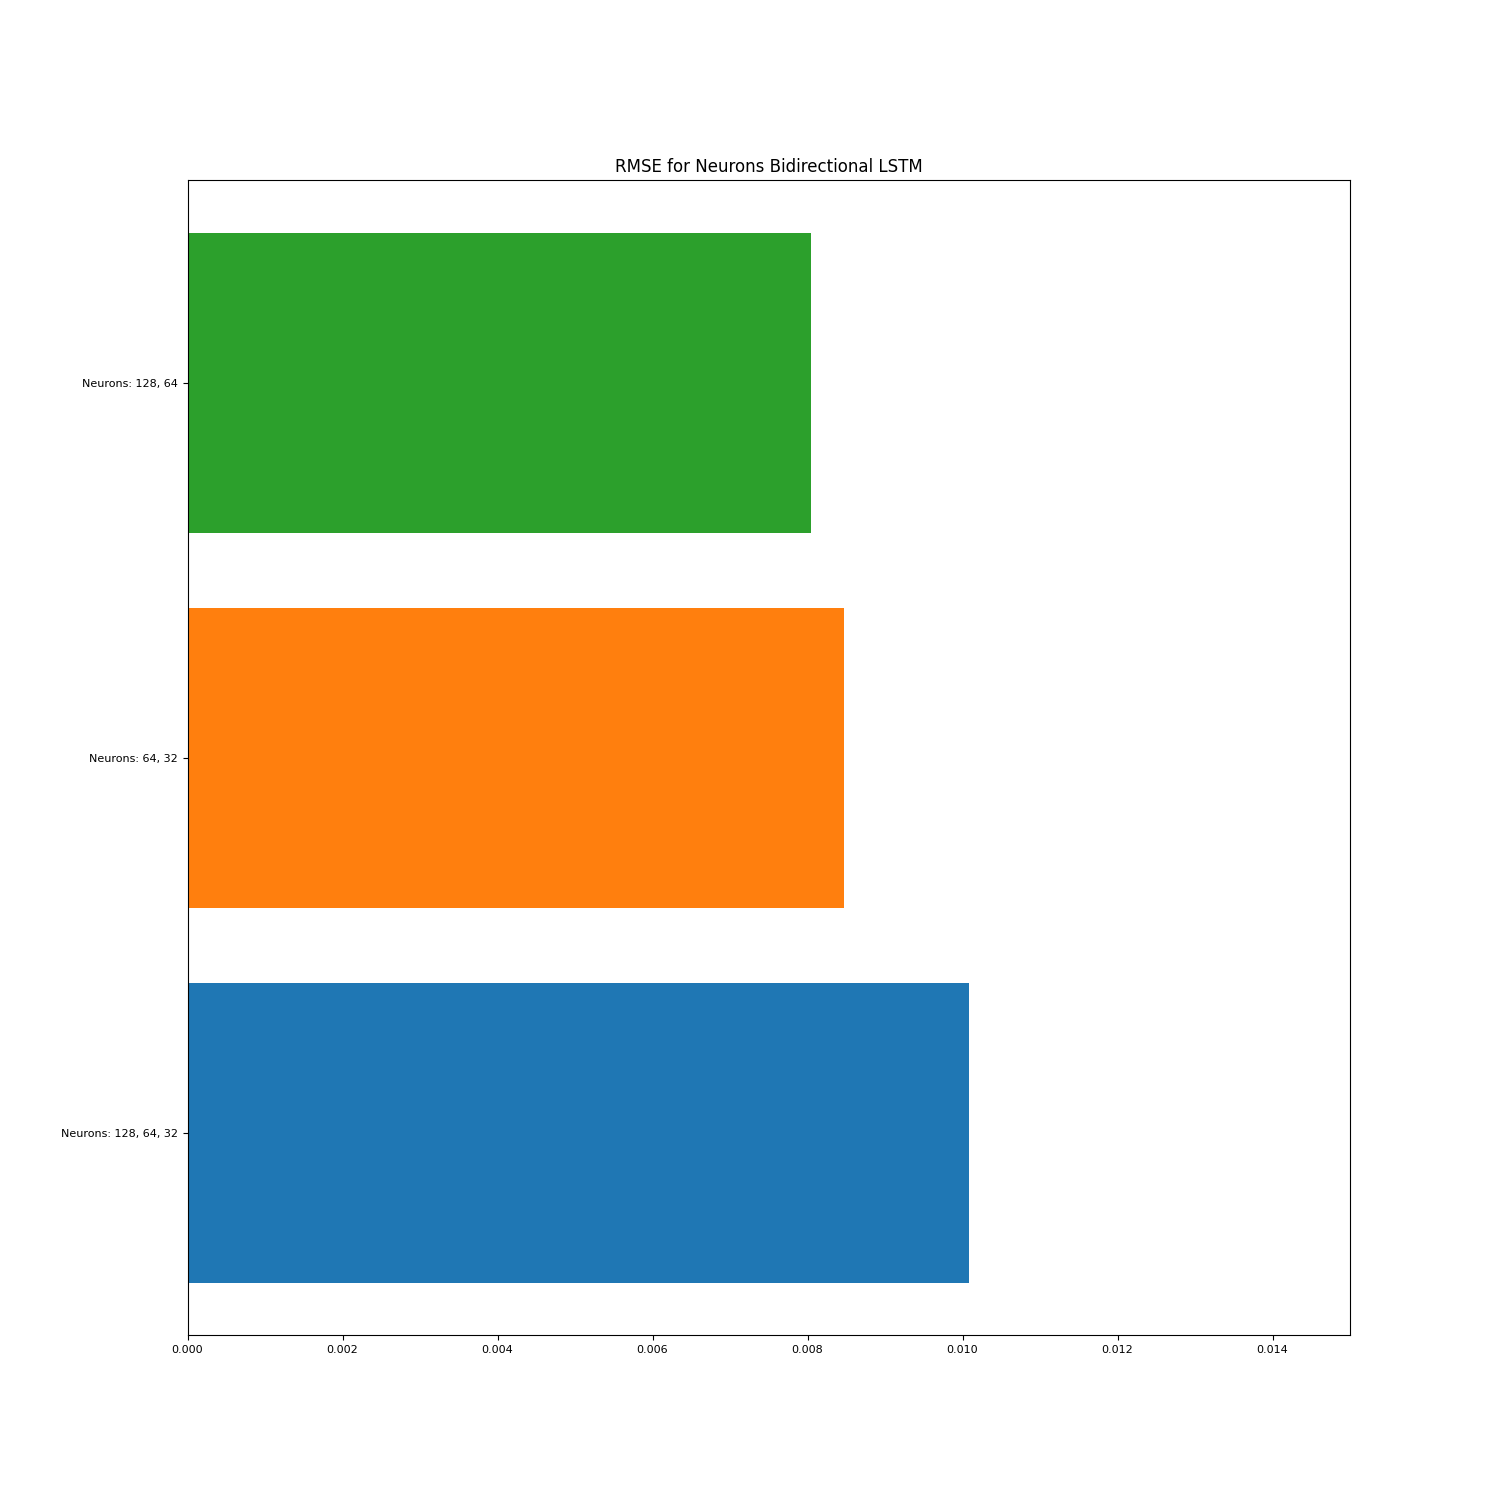 RMSE for Neurons Bidirectional LSTM
Neurons: 128, 64
Neurons: 64, 32
Neurons: 128, 64, 32
0.000 0.002 0.004 0.006 0.008 0.010 0.012 0.014